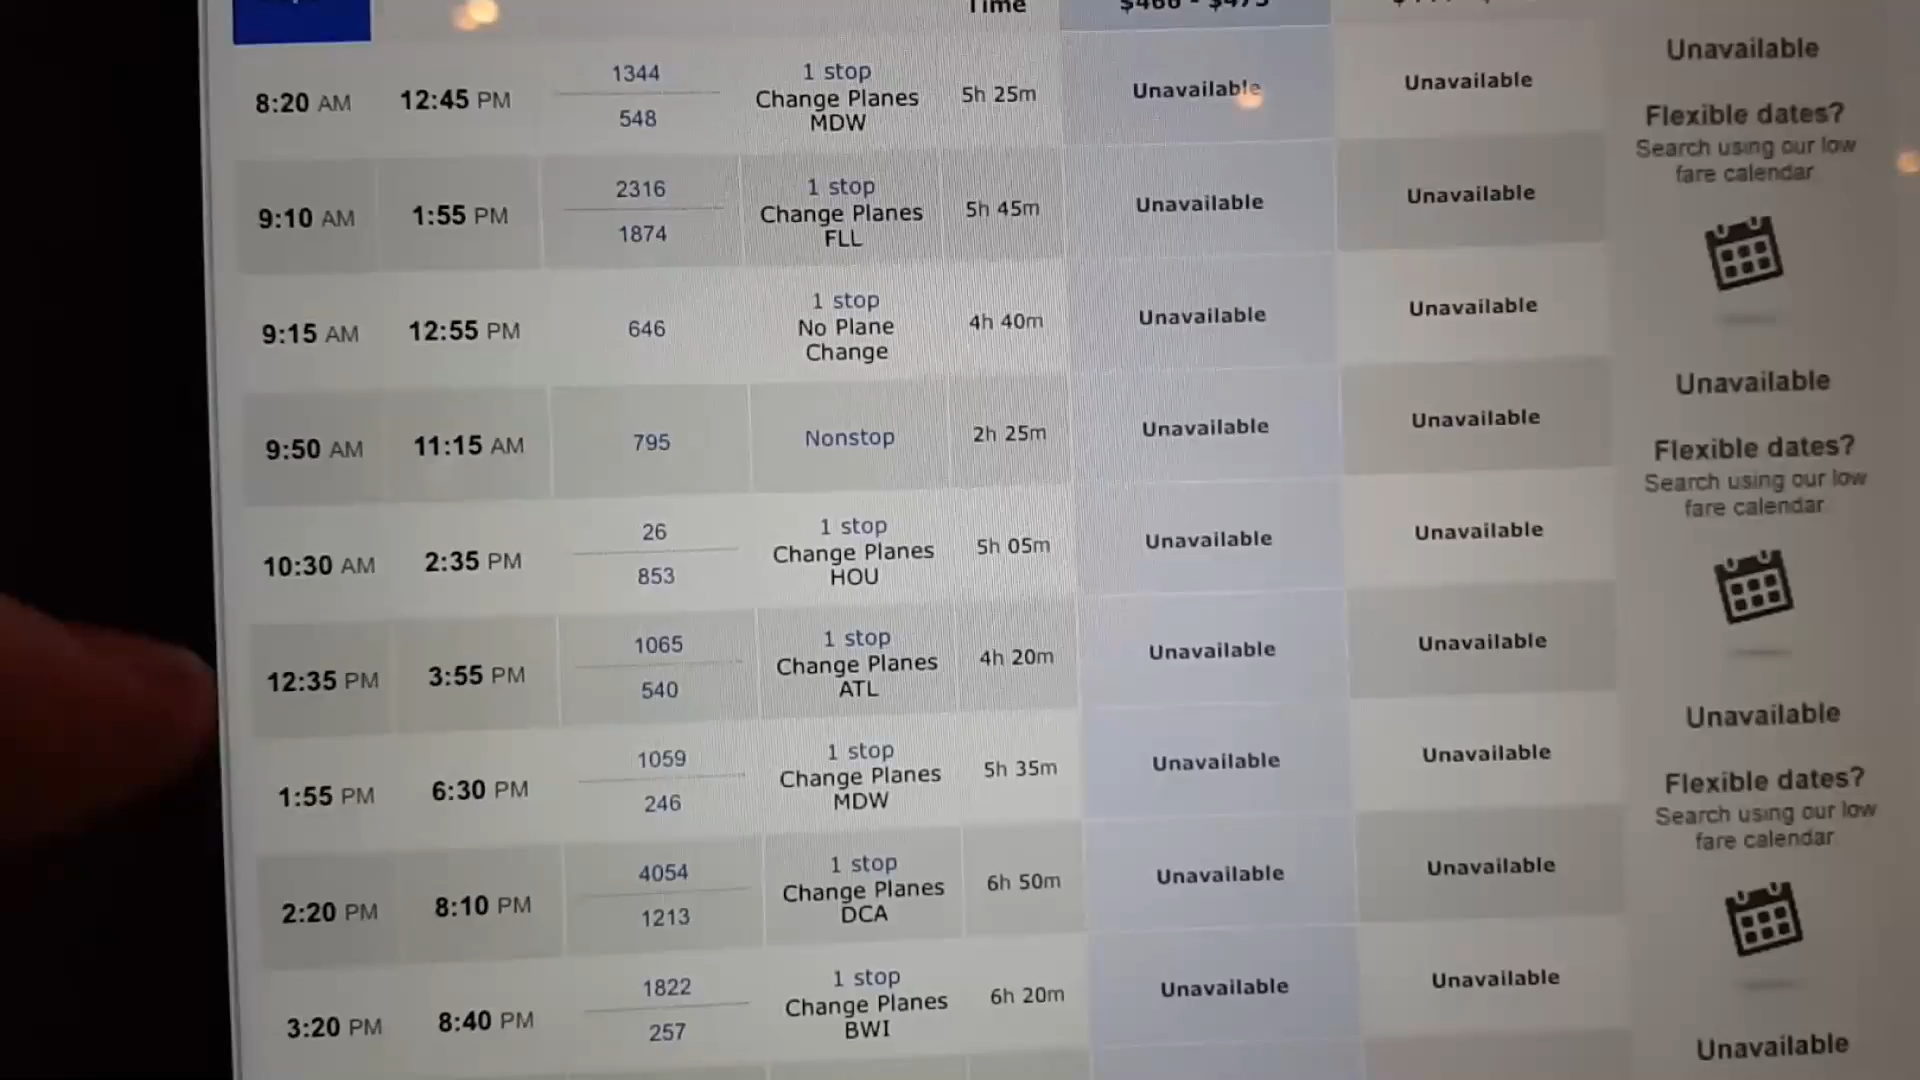 Time
8:20 AM 12:45 PM 1344 548 1 stop Change Planes MDW 5h 25m Unavailable Unavailable
9:10 AM 1:55 PM 2316 1874 1 stop Change Planes FLL 5h 45m Unavailable Unavailable
9:15 AM 12:55 PM 646 1 stop No Plane Change 4h 40m Unavailable Unavailable
9:50 AM 11:15 AM 795 Nonstop 2h 25m Unavailable Unavailable
10:30 AM 2:35 PM 26 853 1 stop Change Planes HOU 5h 05m Unavailable Unavailable
12:35 PM 3:55 PM 1065 540 1 stop Change Planes ATL 4h 20m Unavailable Unavailable
1:55 PM 6:30 PM 1059 246 1 stop Change Planes MDW 5h 35m Unavailable Unavailable
2:20 PM 8:10 PM 4054 1213 1 stop Change Planes DCA 6h 50m Unavailable Unavailable
3:20 PM 8:40 PM 1822 257 1 stop Change Planes BWI 6h 20m Unavailable Unavailable
Unavailable
Flexible dates?
Search using our low
fare calendar
Unavailable
Flexible dates?
Search using our low
fare calendar
Unavailable
Flexible dates?
Search using our low
fare calendar
Unavailable